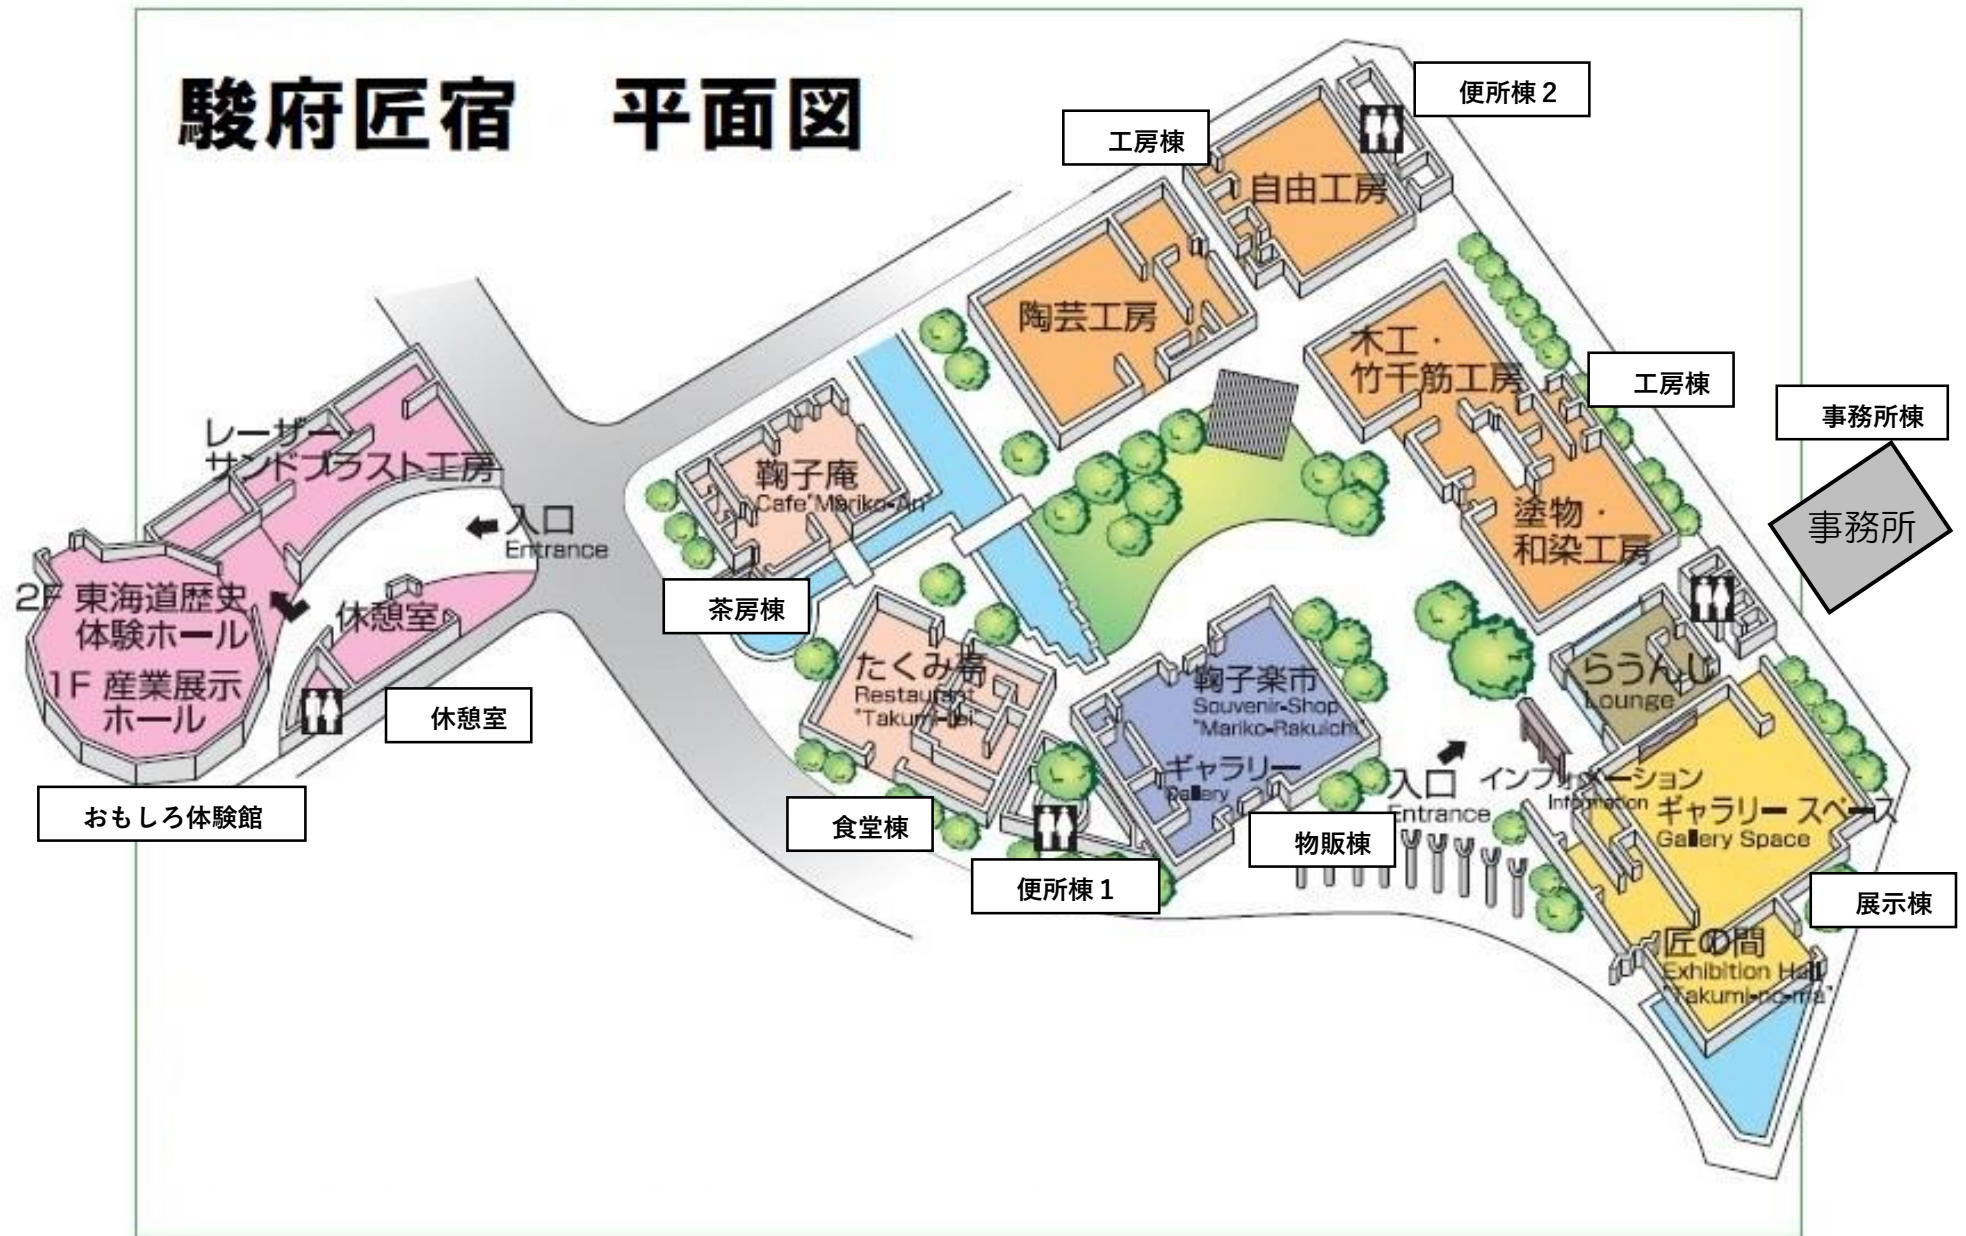 駿府匠宿 平面図
便所棟２
工房棟
自由工房
陶芸工房
木工・
竹千筋工房
工房棟
事務所棟
事務所
レーザー
サンドブラスト工房
鞠子庵
Cafe"Mariko-An"
入口
Entrance
塗物・
和染工房
2F 東海道歴史
体験ホール
1F 産業展示
ホール
休憩室
休憩室
茶房棟
おもしろ体験館
たくみ亭
Restaurant
"Takumi-tei"
鞠子楽市
Souvenir-Shop
"Mariko-Rakuichi"
ギャラリー
Gallery
らうんじ
Lounge
入口
Entrance
インフォメーション
Information
ギャラリー スペース
Gallery Space
食堂棟
便所棟１
物販棟
展示棟
匠の間
Exhibition Hall
"Takumi-no-ma"